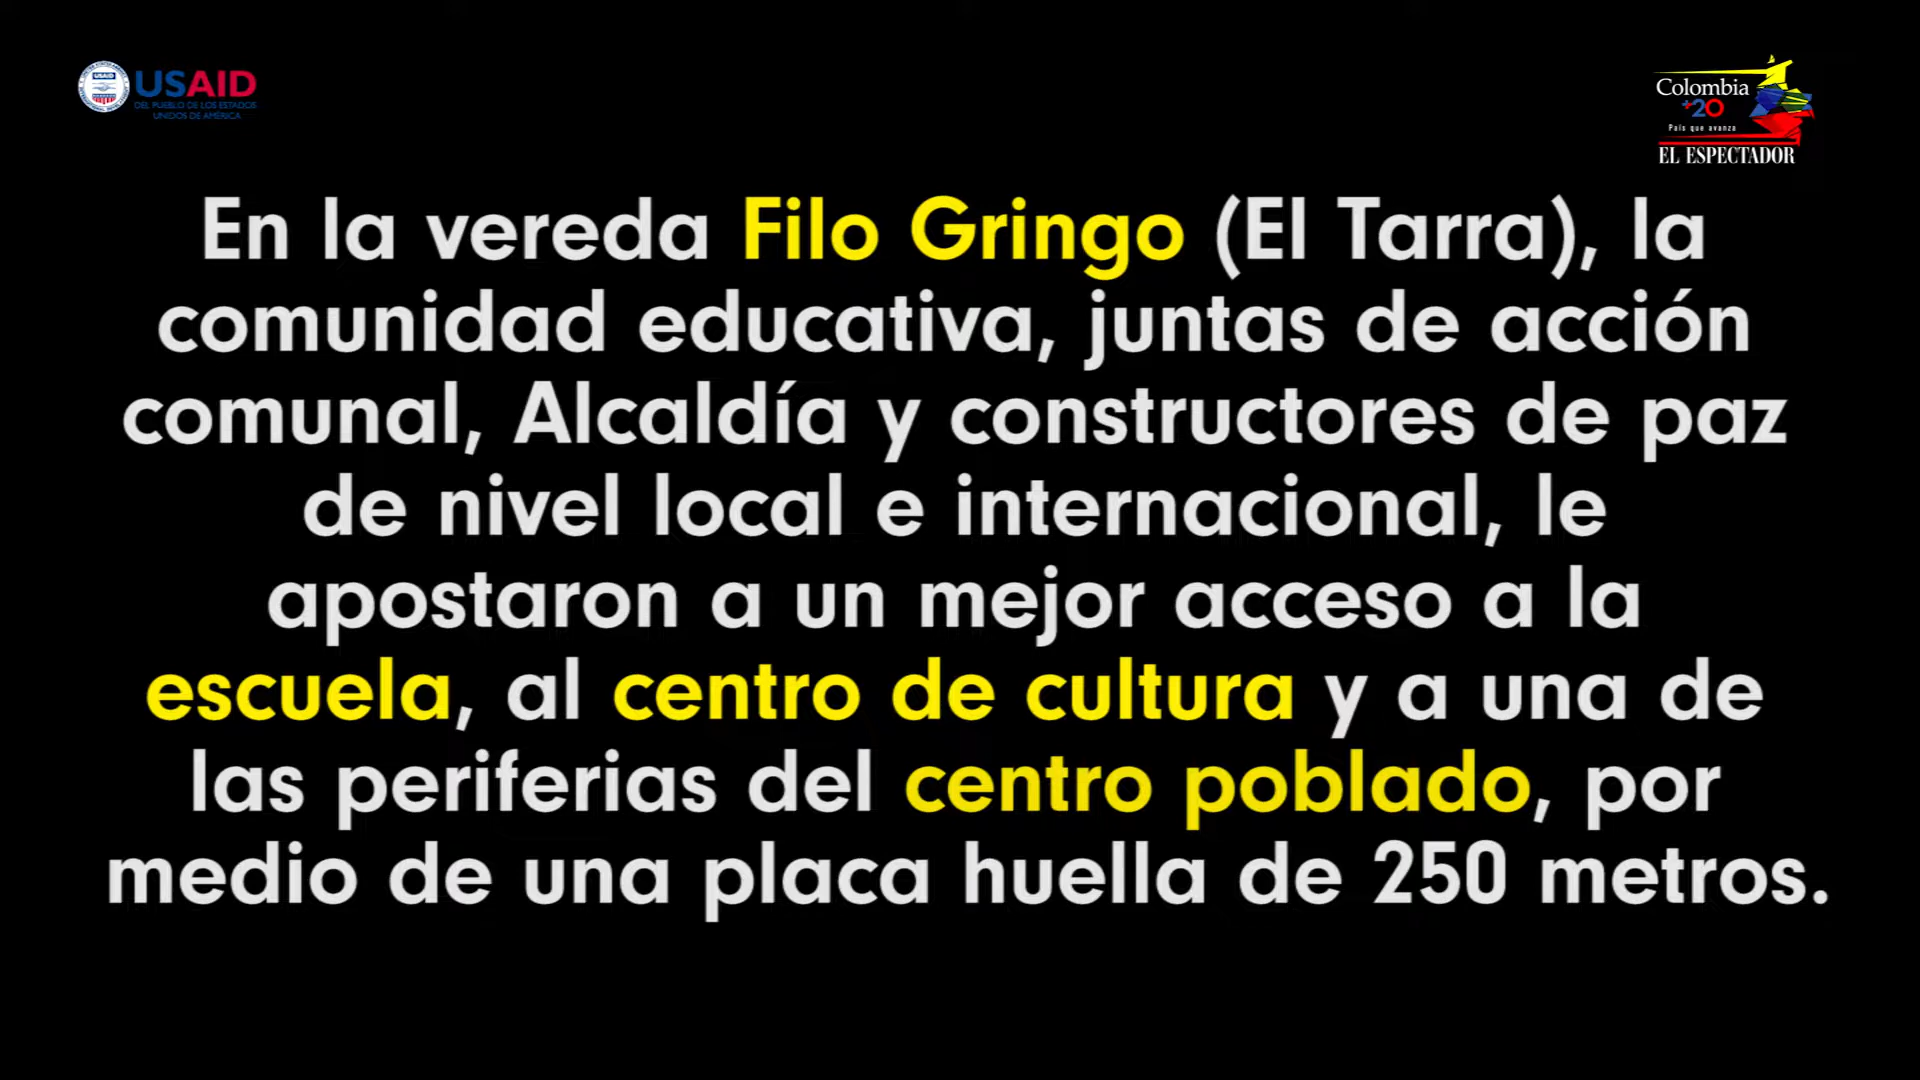 USAID
DEL PUEBLO DE LOS ESTADOS
UNIDOS DE AMÉRICA
Colombia
+20
País que avanza
EL ESPECTADOR
En la vereda Filo Gringo (El Tarra), la
comunidad educativa, juntas de acción
comunal, Alcaldía y constructores de paz
de nivel local e internacional, le
apostaron a un mejor acceso a la
escuela, al centro de cultura y a una de
las periferias del centro poblado, por
medio de una placa huella de 250 metros.